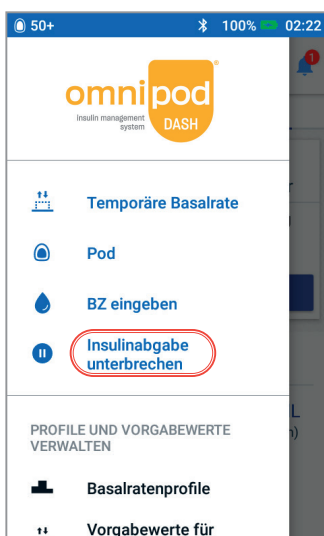 50+ 100% 02:22
1
omnipod
insulin management
system
DASH
Temporäre Basalrate
Pod
BZ eingeben
Insulinabgabe
unterbrechen
PROFILE UND VORGABEWERTE
VERWALTEN
Basalratenprofile
Vorgabewerte für